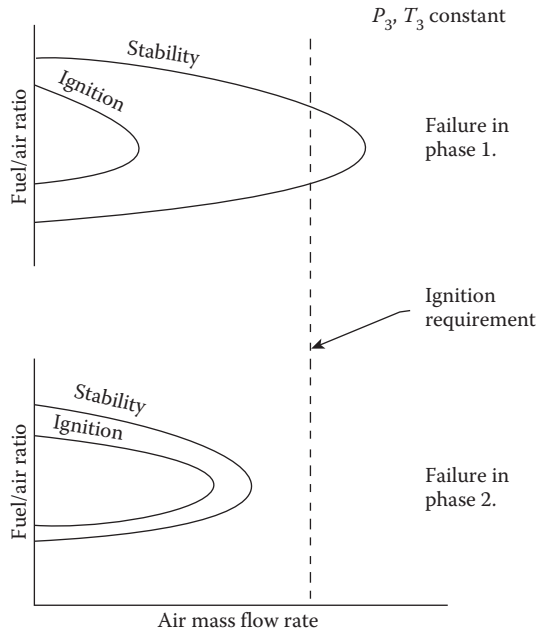 P3, T3 constant
Stability
Ignition
Fuel/air ratio
Failure in
phase 1.
Ignition
requirement
Stability
Ignition
Fuel/air ratio
Failure in
phase 2.
Air mass flow rate